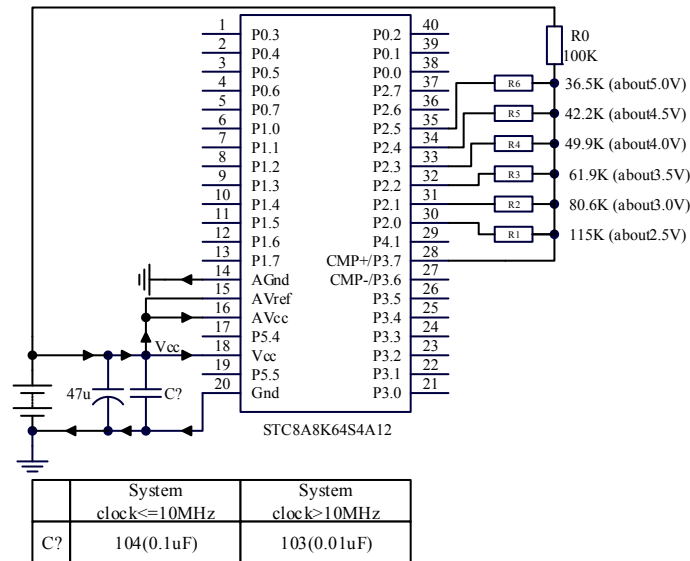 1 P0.3 P0.2 40
2 P0.4 P0.1 39
3 P0.5 P0.0 38
4 P0.6 P2.7 37
5 P0.7 P2.6 36
6 P1.0 P2.5 35
7 P1.1 P2.4 34
8 P1.2 P2.3 33
9 P1.3 P2.2 32
10 P1.4 P2.1 31
11 P1.5 P2.0 30
12 P1.6 P4.1 29
13 P1.7 CMP+/P3.7 28
14 AGnd CMP-/P3.6 27
15 AVref P3.5 26
16 AVcc P3.4 25
17 P5.4 P3.3 24
18 Vcc P3.2 23
19 P5.5 P3.1 22
20 Gnd P3.0 21
R0
100K
R6 36.5K (about5.0V)
R5 42.2K (about4.5V)
R4 49.9K (about4.0V)
R3 61.9K (about3.5V)
R2 80.6K (about3.0V)
R1 115K (about2.5V)
Vcc
47u C?
STC8A8K64S4A12
System clock<=10MHz
System clock>10MHz
C? 104(0.1uF) 103(0.01uF)